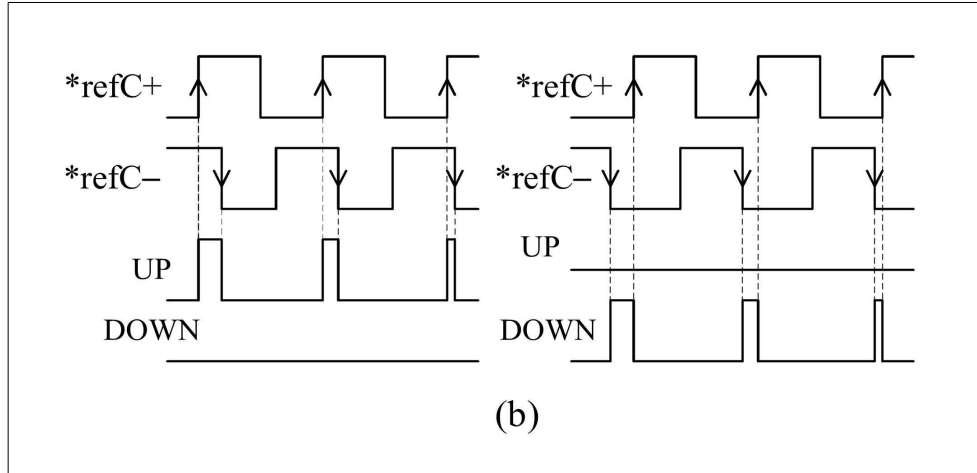 *refC+
*refC−
UP
DOWN
*refC+
*refC−
UP
DOWN
(b)